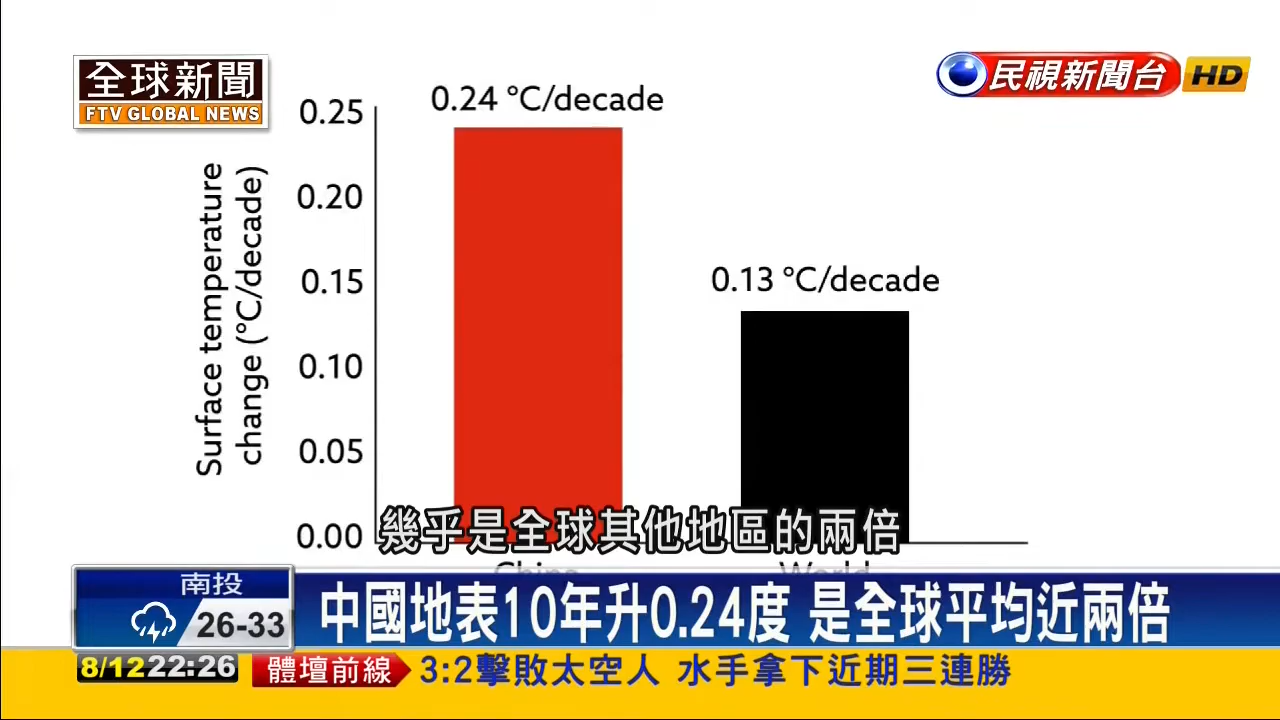 全球新聞
FTV GLOBAL NEWS
民視新聞台 HD
0.24 °C/decade
0.13 °C/decade
Surface temperature
change (°C/decade)
0.25
0.20
0.15
0.10
0.05
0.00
幾乎是全球其他地區的兩倍
China
World
南投
26-33
中國地表10年升0.24度 是全球平均近兩倍
8/12 22:26
體壇前線
3:2擊敗太空人 水手拿下近期三連勝